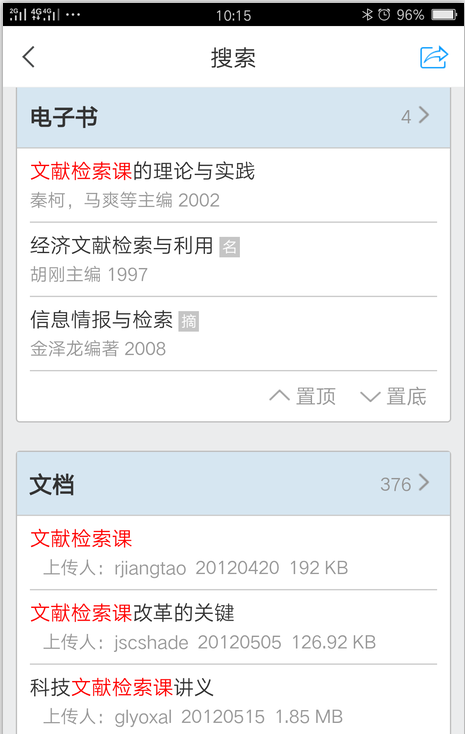 2G 4G 4G ... 10:15 96%
搜索
电子书 4
文献检索课的理论与实践
秦柯，马爽等主编 2002
经济文献检索与利用 名
胡刚主编 1997
信息情报与检索 摘
金泽龙编著 2008
置顶 置底
文档 376
文献检索课
上传人：rjiangtao 20120420 192 KB
文献检索课改革的关键
上传人：jscshade 20120505 126.92 KB
科技文献检索课讲义
上传人：glyoxal 20120515 1.85 MB